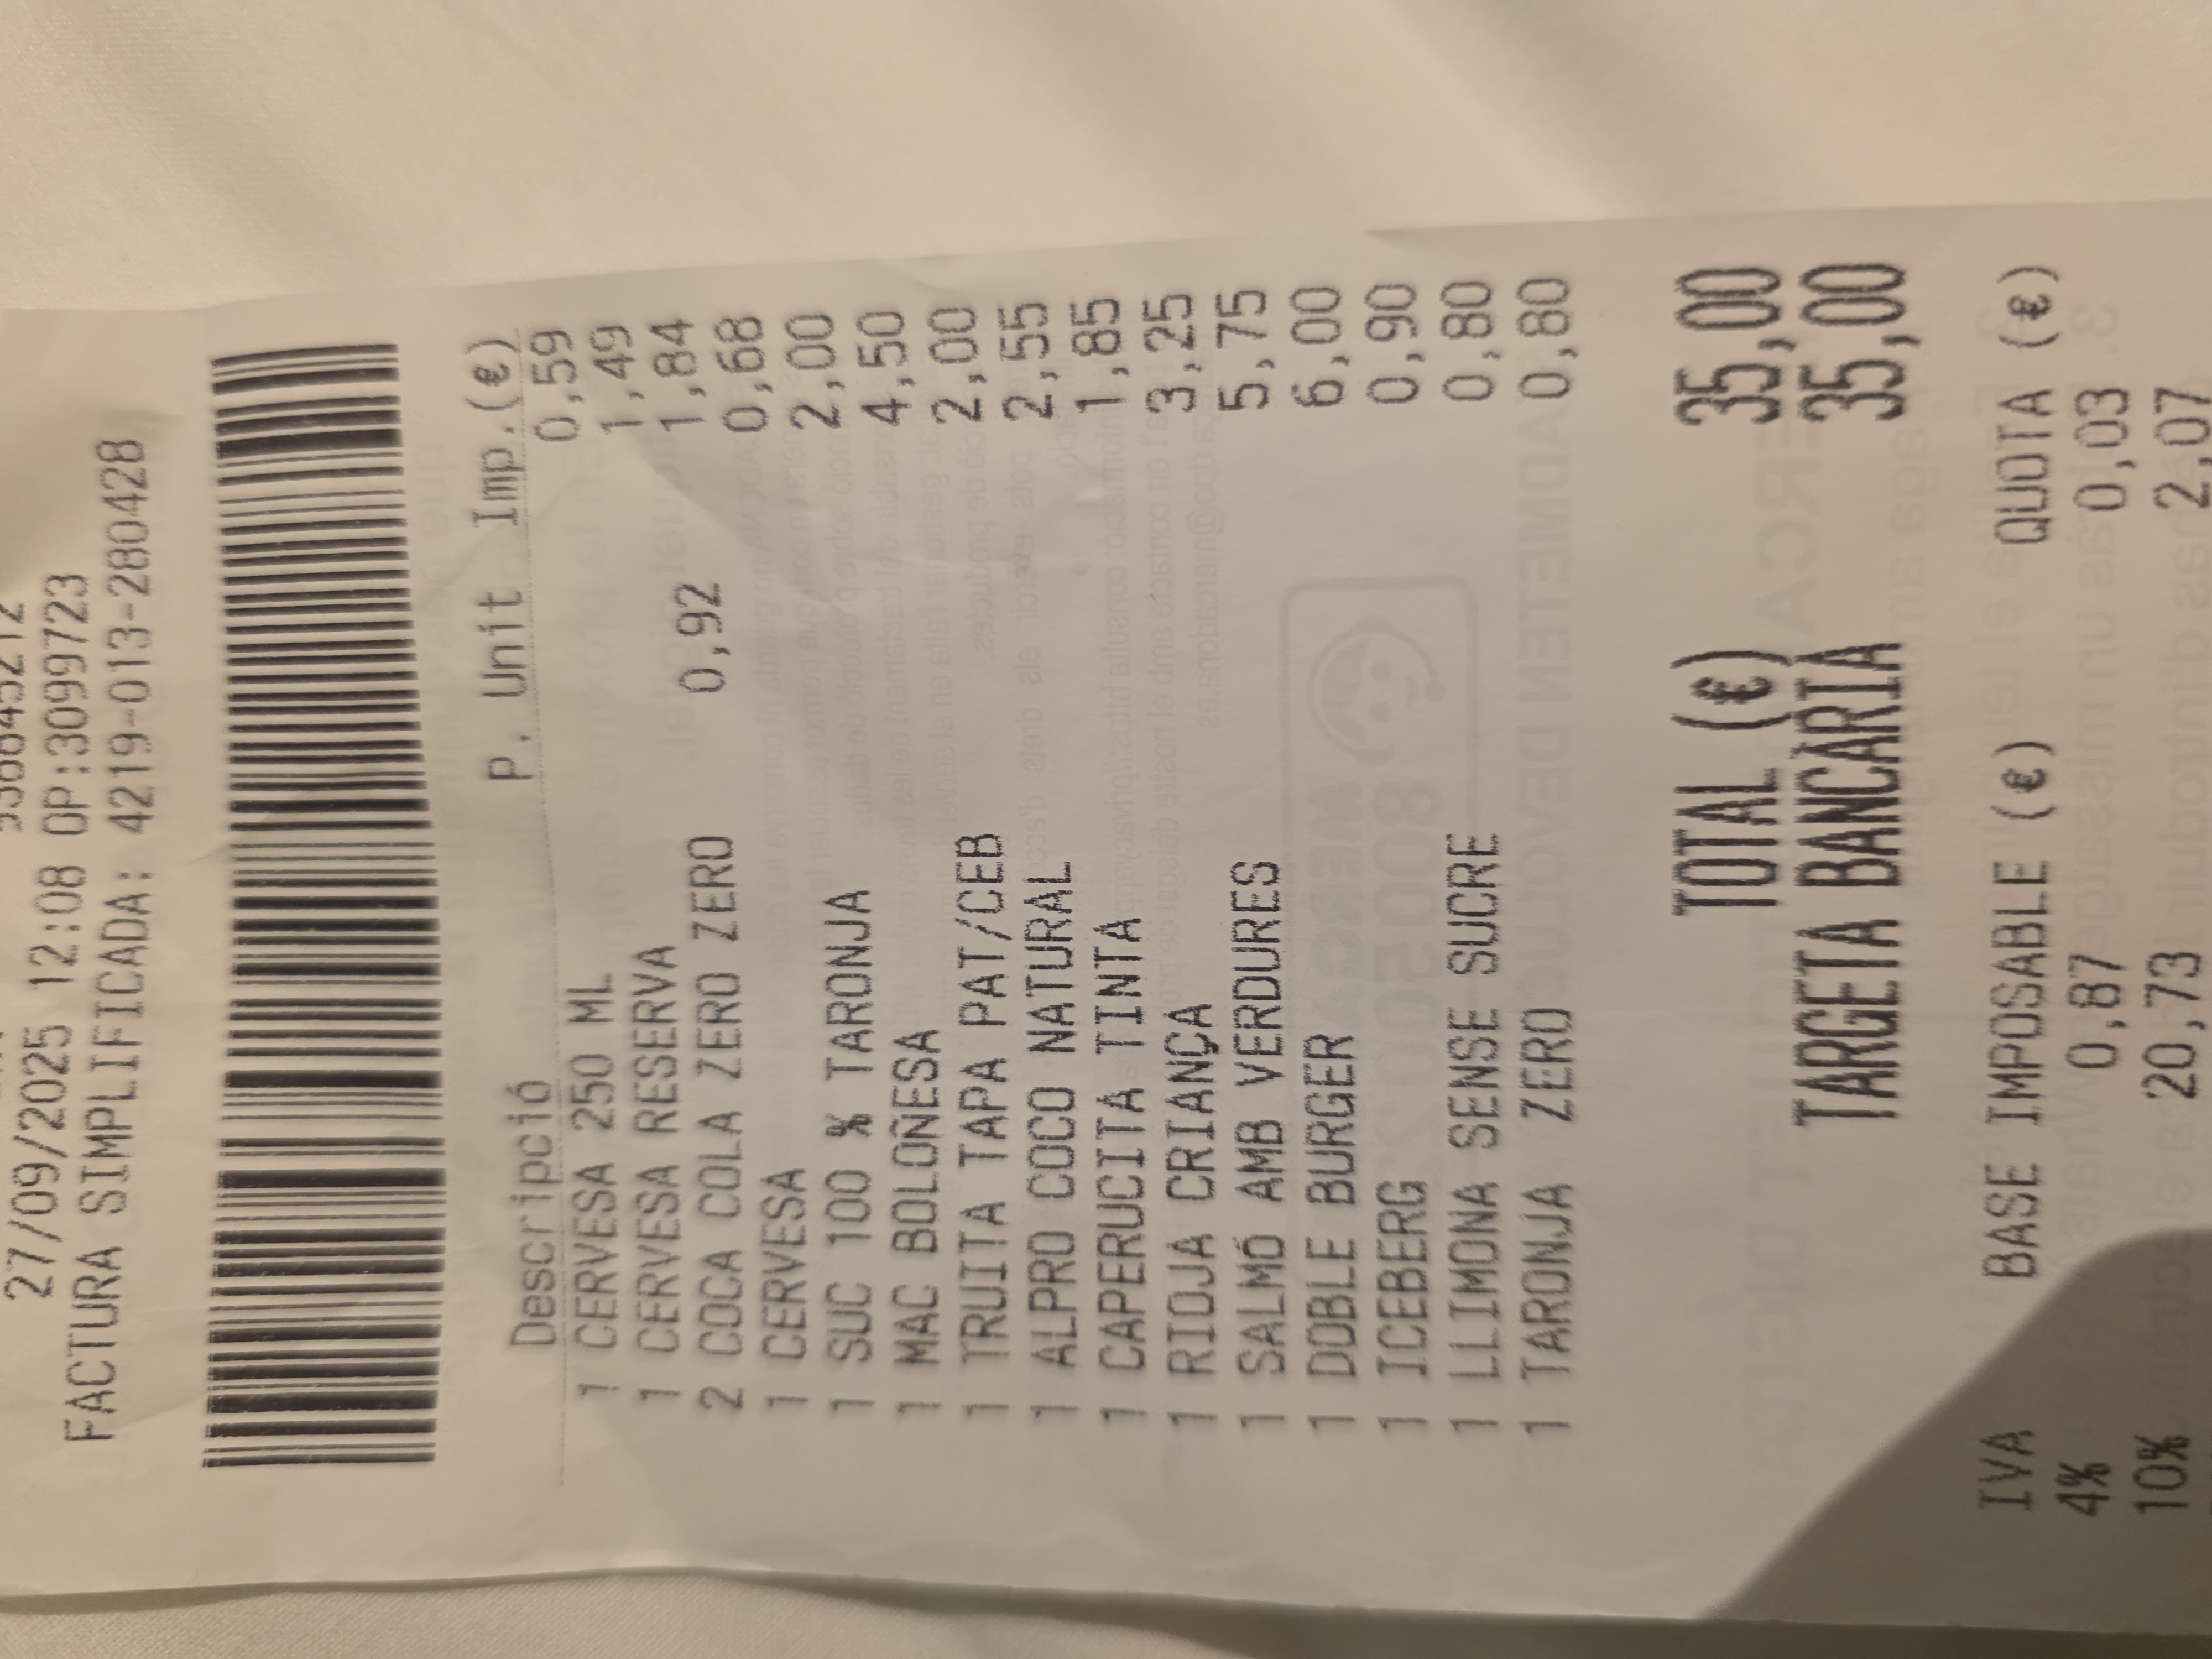 27/09/2025 12:08 OP:3099723
FACTURA SIMPLIFICADA: 4219-013-280428
Descripció P. Unit Imp.(€)
1 CERVESA 250 ML 0,59
1 CERVESA RESERVA 1,49
2 COCA COLA ZERO ZERO 0,92 1,84
1 CERVESA 0,68
1 SUC 100 % TARONJA 2,00
1 MAC BOLOÑESA 4,50
1 TRUITA TAPA PAT/CEB 2,00
1 ALPRO COCO NATURAL 2,55
1 CAPERUCITA TINTA 1,85
1 RIOJA CRIANÇA 3,25
1 SALMÓ AMB VERDURES 5,75
1 DOBLE BURGER 6,00
1 ICEBERG 0,90
1 LLIMONA SENSE SUCRE 0,80
1 TARONJA ZERO 0,80
TOTAL (€) 35,00
TARGETA BANCÀRIA 35,00
IVA BASE IMPOSABLE (€) QUOTA (€)
4% 0,87 0,03
10% 20,73 2,07